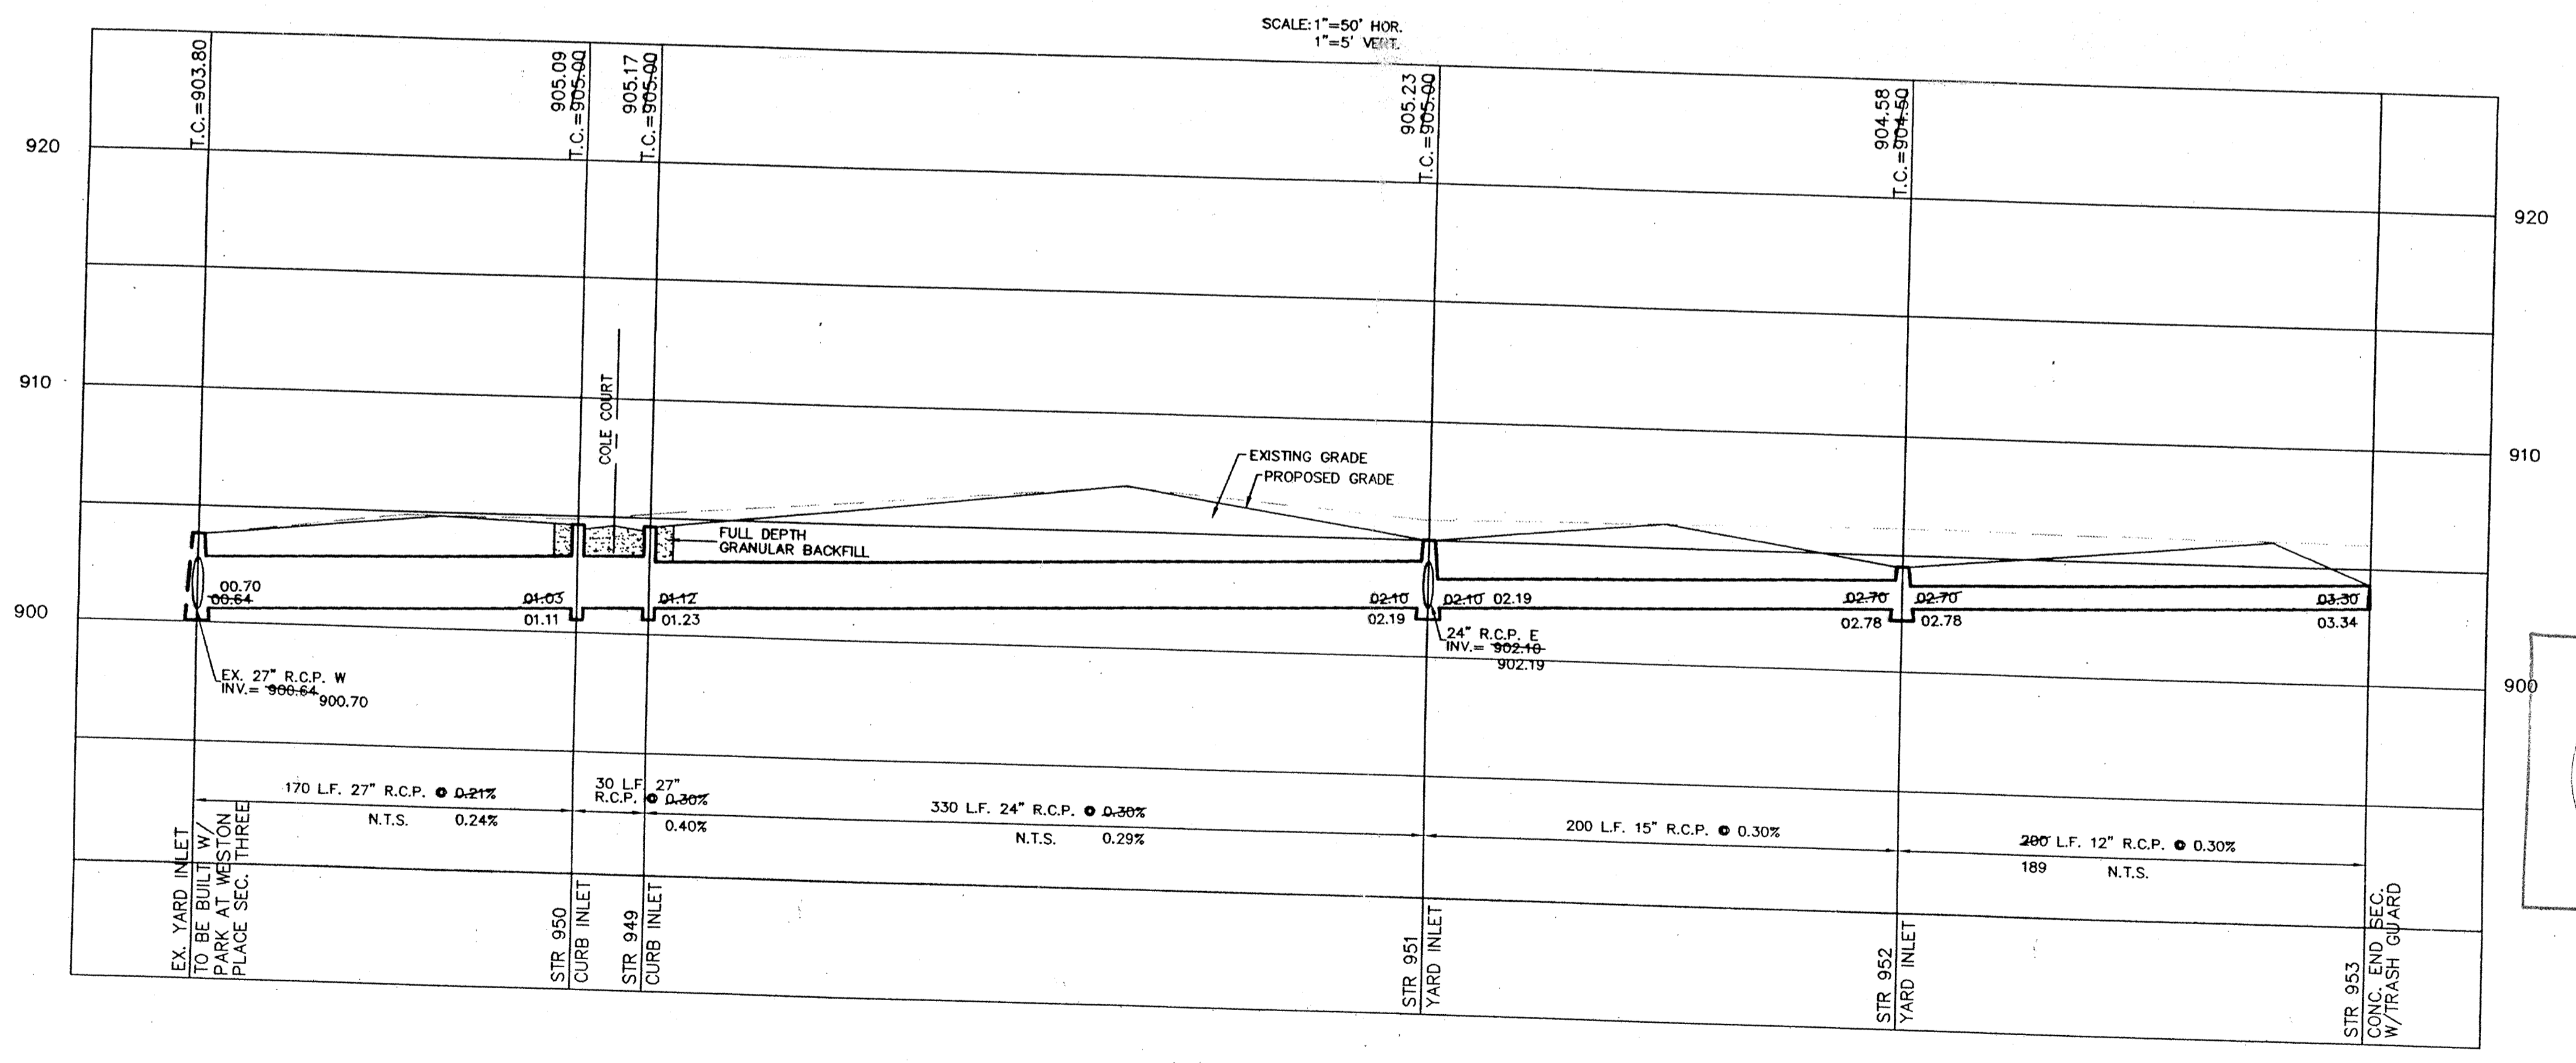 SCALE: 1"=50' HOR.
1"=5' VERT.
T.C.=903.80
905.09
T.C.=905.00
905.17
T.C.=905.00
905.23
T.C.=905.00
904.58
T.C.=904.50
920
920
910
910
COLE COURT
EXISTING GRADE
PROPOSED GRADE
FULL DEPTH
GRANULAR BACKFILL
900
900
00.70
00.64
01.03
01.11
01.12
01.23
02.10
02.19
02.10 02.19
02.70
02.78
02.70
02.78
03.30
03.34
EX. 27" R.C.P. W
INV.= 900.64
900.70
24" R.C.P. E
INV.= 902.10
902.19
170 L.F. 27" R.C.P. @ 0.21%
N.T.S. 0.24%
30 L.F. 27"
R.C.P. @ 0.30%
0.40%
330 L.F. 24" R.C.P. @ 0.30%
N.T.S. 0.29%
200 L.F. 15" R.C.P. @ 0.30%
200 L.F. 12" R.C.P. @ 0.30%
189 N.T.S.
EX. YARD INLET
TO BE BUILT W/
PARK AT WESTON
PLACE SEC. THREE
STR 950
CURB INLET
STR 949
CURB INLET
STR 951
YARD INLET
STR 952
YARD INLET
STR 953
CONC. END SEC.
W/TRASH GUARD